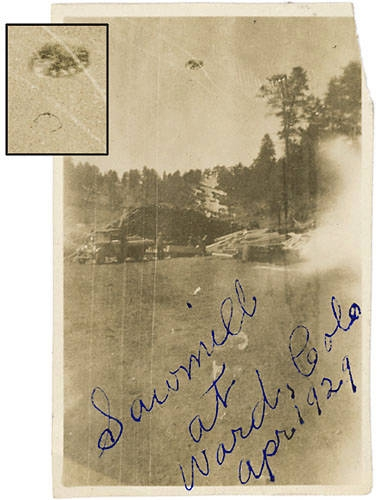 Sawmill
at
Ward, Colo
apr 1929